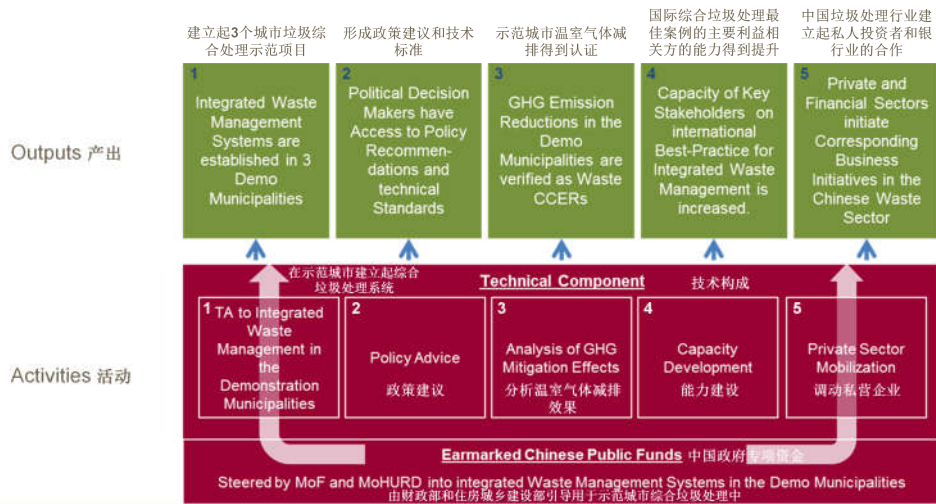 建立起3个城市垃圾综
合处理示范项目
形成政策建议和技术
标准
示范城市温室气体减
排得到认证
国际综合垃圾处理最
佳案例的主要利益相
关方的能力得到提升
中国垃圾处理行业建
立起私人投资者和银
行业的合作
Outputs 产出
1
Integrated Waste
Management
Systems are
established in 3
Demo
Municipalities
2
Political Decision
Makers have
Access to Policy
Recommen-
dations and
technical
Standards
3
GHG Emission
Reductions in the
Demo
Municipalities are
verified as Waste
CCERs
4
Capacity of Key
Stakeholders on
international
Best-Practice for
Integrated Waste
Management is
increased.
5
Private and
Financial Sectors
initiate
Corresponding
Business
Initiatives in the
Chinese Waste
Sector
在示范城市建立起综合
垃圾处理系统
Technical Component 技术构成
Activities 活动
1
TA to Integrated
Waste
Management in
the
Demonstration
Municipalities
2
Policy Advice
政策建议
3
Analysis of GHG
Mitigation Effects
分析温室气体减排
效果
4
Capacity
Development
能力建设
5
Private Sector
Mobilization
调动私营企业
Earmarked Chinese Public Funds 中国政府专项资金
Steered by MoF and MoHURD into integrated Waste Management Systems in the Demo Municipalities
由财政部和住房城乡建设部引导用于示范城市综合垃圾处理中